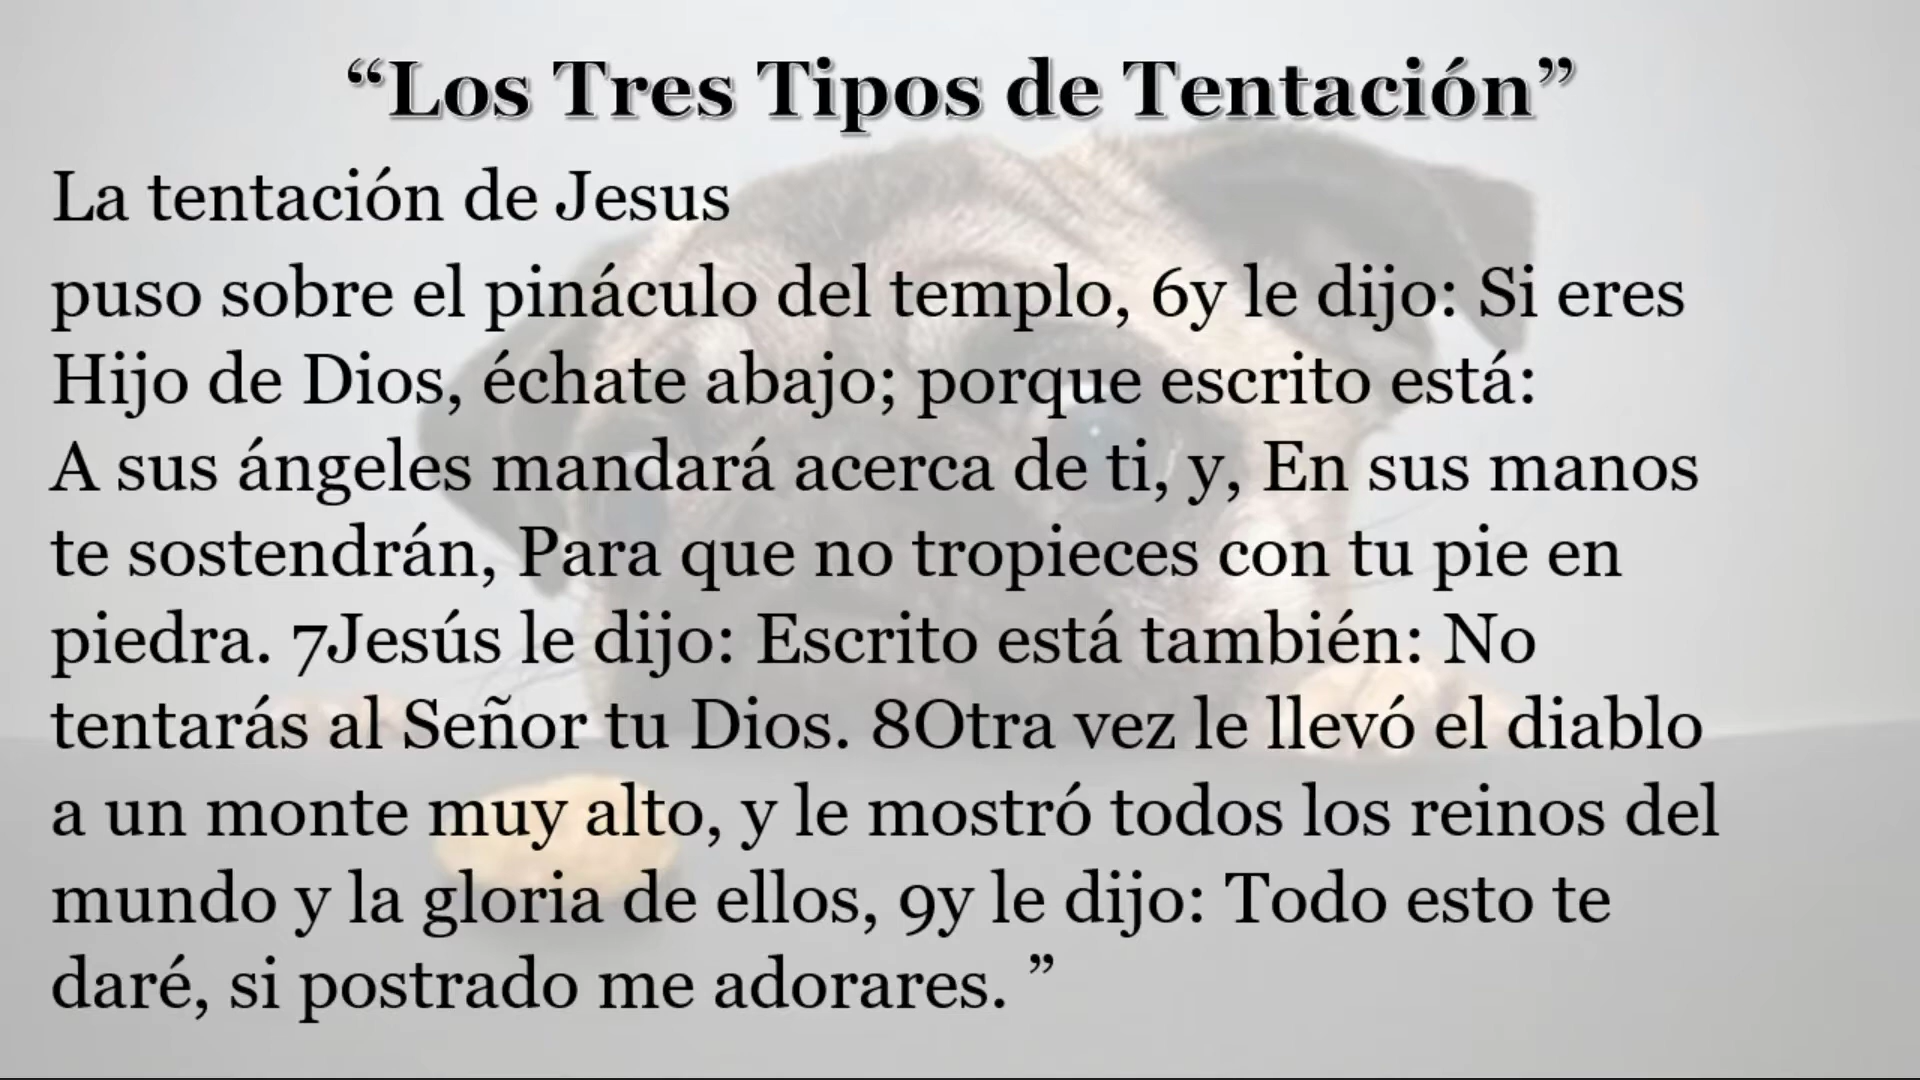 “Los Tres Tipos de Tentación”
La tentación de Jesus
puso sobre el pináculo del templo, 6y le dijo: Si eres
Hijo de Dios, échate abajo; porque escrito está:
A sus ángeles mandará acerca de ti, y, En sus manos
te sostendrán, Para que no tropieces con tu pie en
piedra. 7Jesús le dijo: Escrito está también: No
tentarás al Señor tu Dios. 8Otra vez le llevó el diablo
a un monte muy alto, y le mostró todos los reinos del
mundo y la gloria de ellos, 9y le dijo: Todo esto te
daré, si postrado me adorares. ”